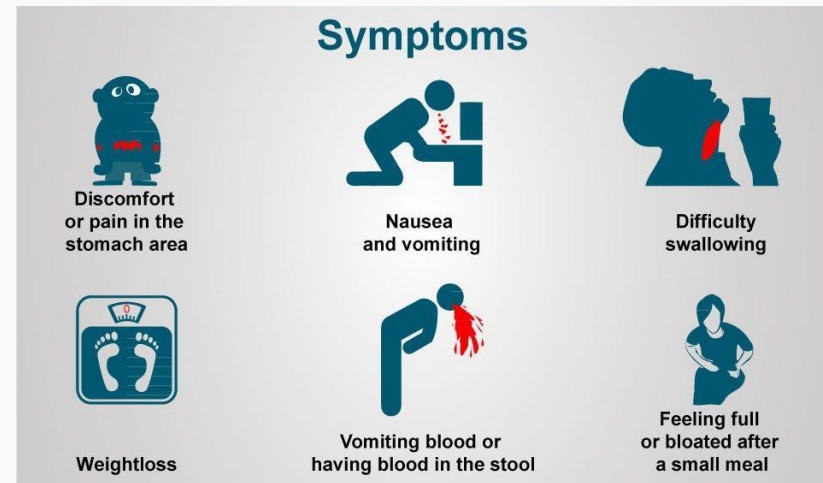 Symptoms
Discomfort
or pain in the
stomach area
Nausea
and vomiting
Difficulty
swallowing
Weightloss
Vomiting blood or
having blood in the stool
Feeling full
or bloated after
a small meal